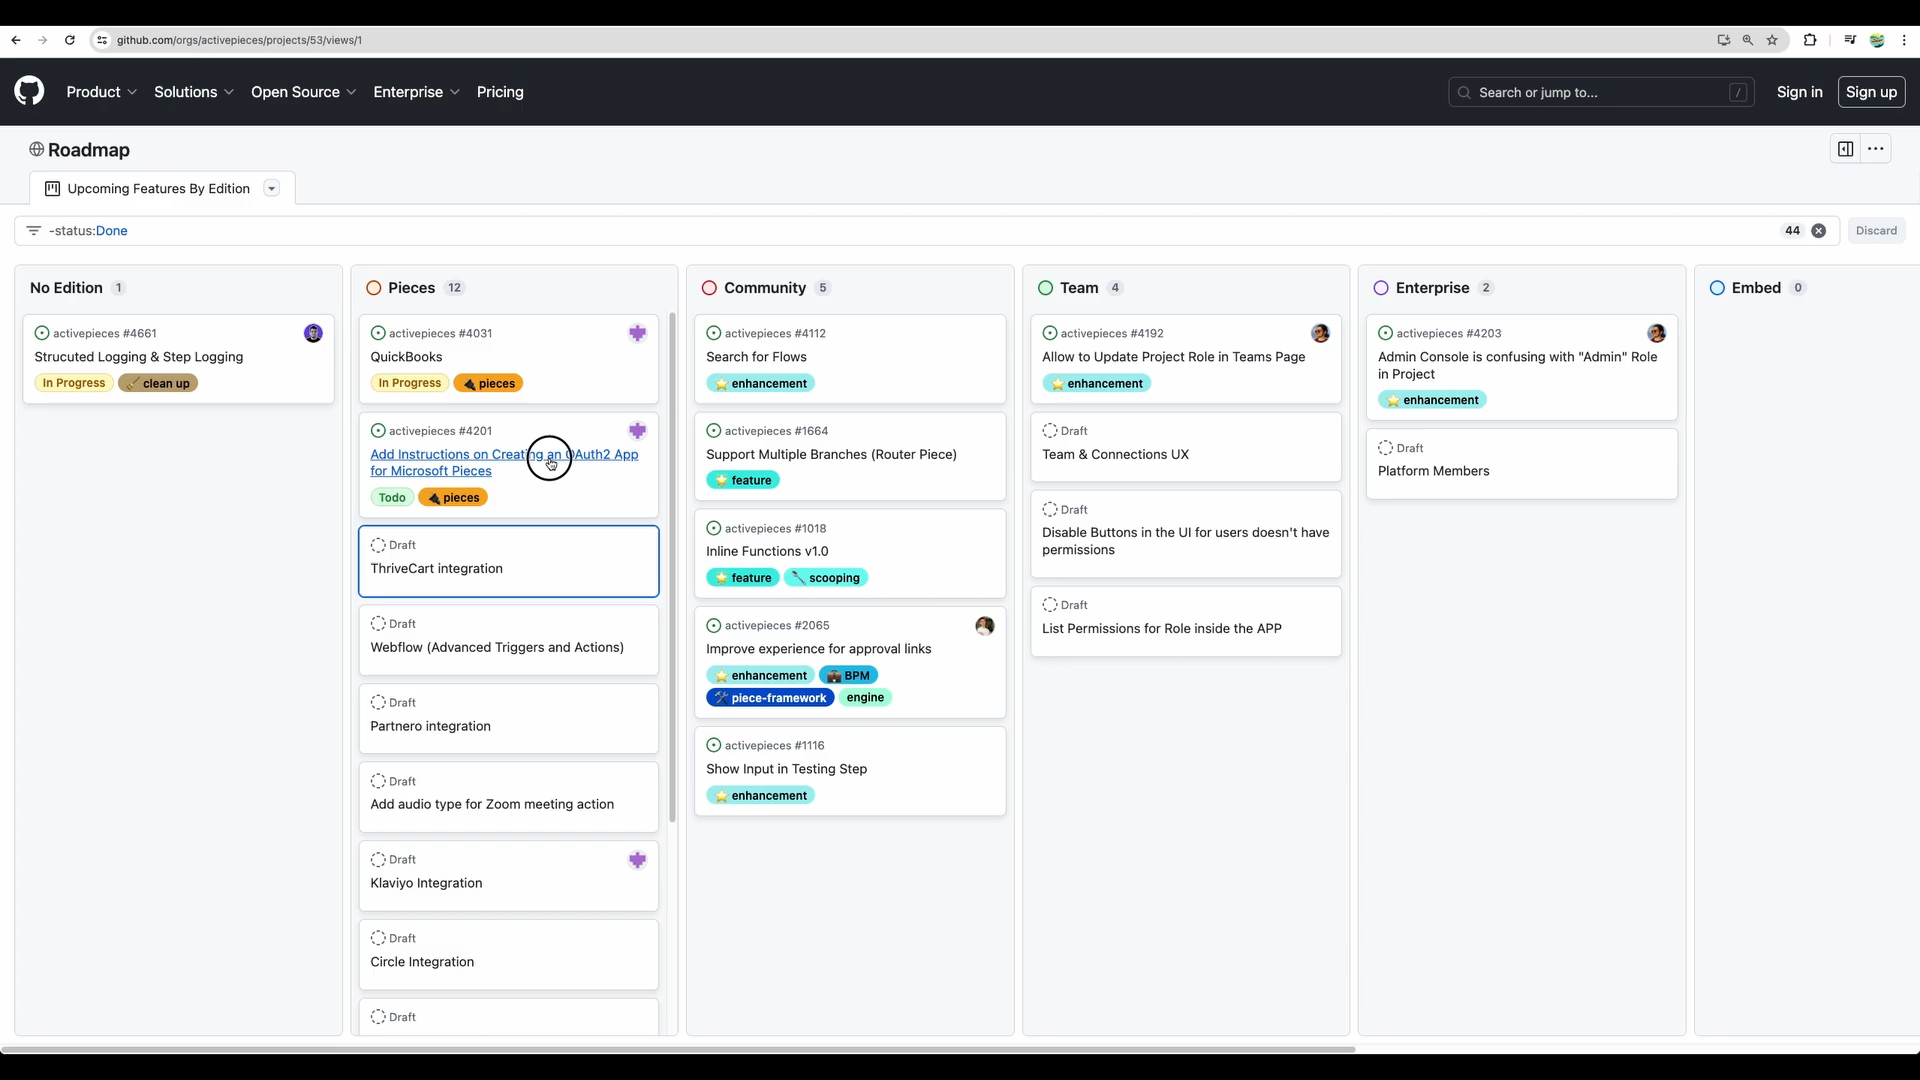 github.com/orgs/activepieces/projects/53/views/1
Product
Solutions
Open Source
Enterprise
Pricing
Search or jump to...
/
Sign in
Sign up
Roadmap
Upcoming Features By Edition
-status:Done
44
Discard
No Edition 1
activepieces #4661
Strucuted Logging & Step Logging
In Progress clean up
Pieces 12
activepieces #4031
QuickBooks
In Progress pieces
activepieces #4201
Add Instructions on Creating an OAuth2 App
for Microsoft Pieces
Todo pieces
Draft
ThriveCart integration
Draft
Webflow (Advanced Triggers and Actions)
Draft
Partnero integration
Draft
Add audio type for Zoom meeting action
Draft
Klaviyo Integration
Draft
Circle Integration
Draft
Community 5
activepieces #4112
Search for Flows
enhancement
activepieces #1664
Support Multiple Branches (Router Piece)
feature
activepieces #1018
Inline Functions v1.0
feature scooping
activepieces #2065
Improve experience for approval links
enhancement BPM
piece-framework engine
activepieces #1116
Show Input in Testing Step
enhancement
Team 4
activepieces #4192
Allow to Update Project Role in Teams Page
enhancement
Draft
Team & Connections UX
Draft
Disable Buttons in the UI for users doesn't have
permissions
Draft
List Permissions for Role inside the APP
Enterprise 2
activepieces #4203
Admin Console is confusing with "Admin" Role
in Project
enhancement
Draft
Platform Members
Embed 0